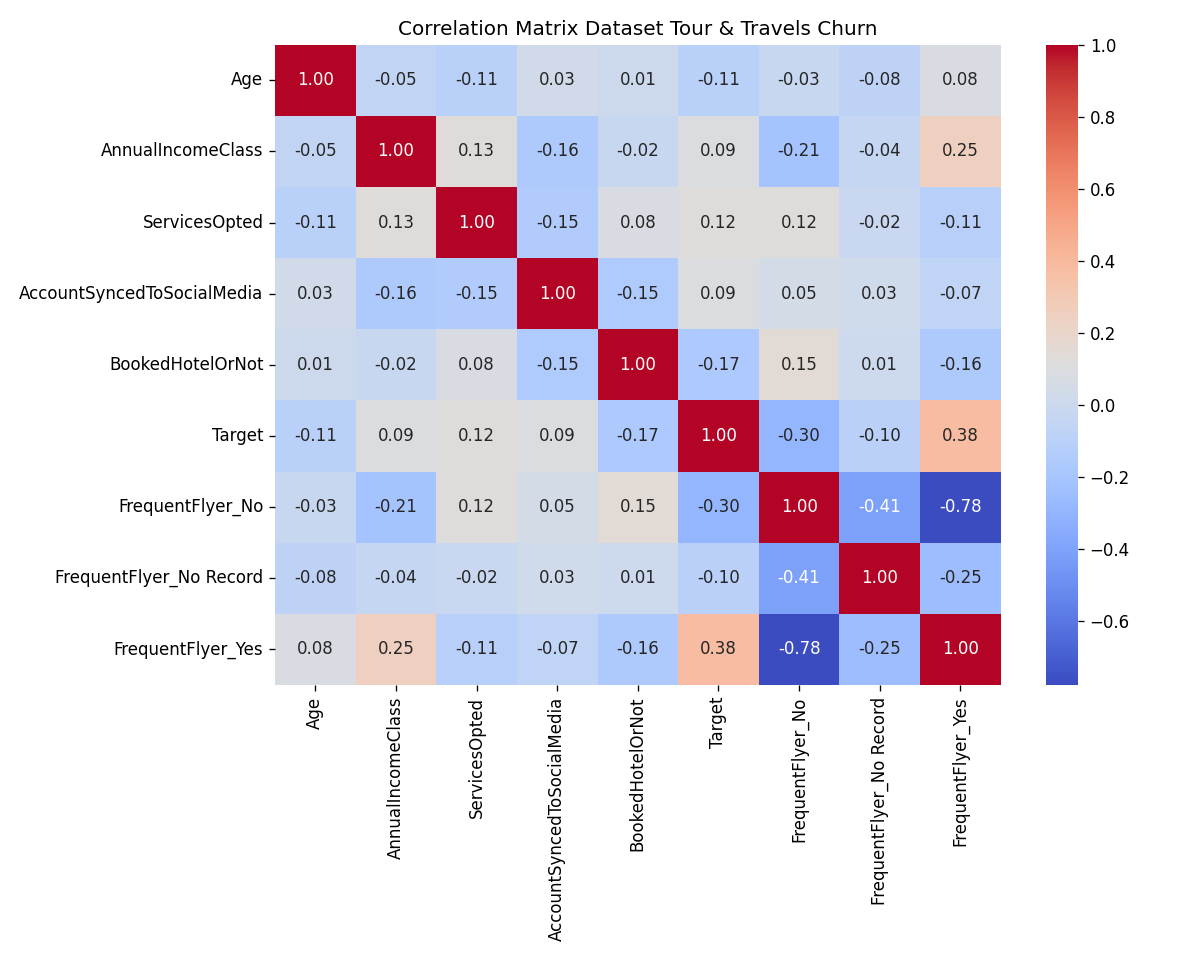 Correlation Matrix Dataset Tour & Travels Churn
Age 1.00 -0.05 -0.11 0.03 0.01 -0.11 -0.03 -0.08 0.08
AnnualIncomeClass -0.05 1.00 0.13 -0.16 -0.02 0.09 -0.21 -0.04 0.25
ServicesOpted -0.11 0.13 1.00 -0.15 0.08 0.12 0.12 -0.02 -0.11
AccountSyncedToSocialMedia 0.03 -0.16 -0.15 1.00 -0.15 0.09 0.05 0.03 -0.07
BookedHotelOrNot 0.01 -0.02 0.08 -0.15 1.00 -0.17 0.15 0.01 -0.16
Target -0.11 0.09 0.12 0.09 -0.17 1.00 -0.30 -0.10 0.38
FrequentFlyer_No -0.03 -0.21 0.12 0.05 0.15 -0.30 1.00 -0.41 -0.78
FrequentFlyer_No Record -0.08 -0.04 -0.02 0.03 0.01 -0.10 -0.41 1.00 -0.25
FrequentFlyer_Yes 0.08 0.25 -0.11 -0.07 -0.16 0.38 -0.78 -0.25 1.00
Age
AnnualIncomeClass
ServicesOpted
AccountSyncedToSocialMedia
BookedHotelOrNot
Target
FrequentFlyer_No
FrequentFlyer_No Record
FrequentFlyer_Yes
1.0
0.8
0.6
0.4
0.2
0.0
−0.2
−0.4
−0.6